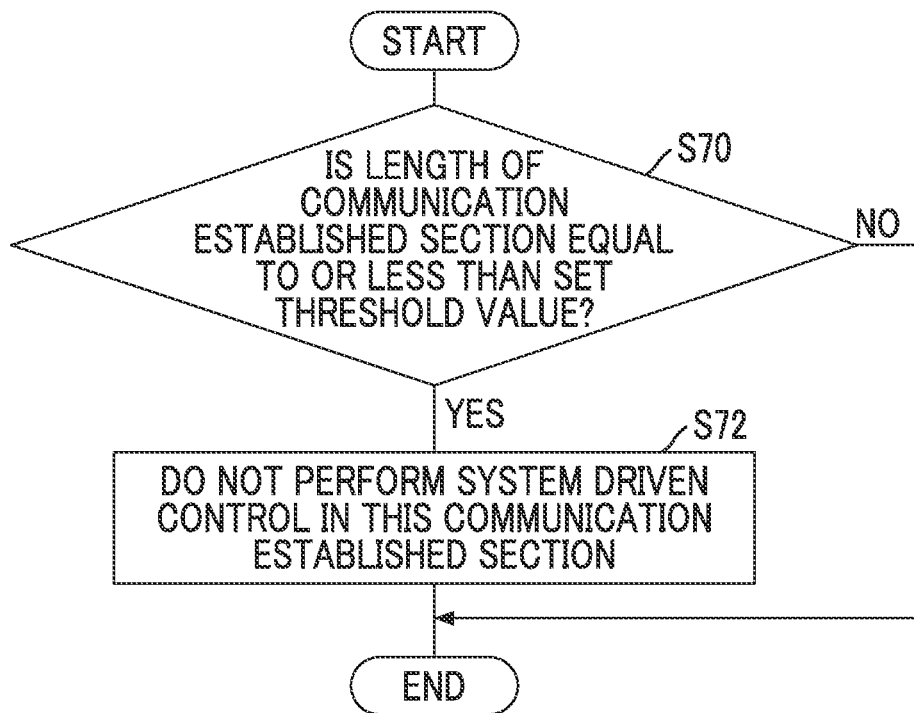 START
S70
IS LENGTH OF
COMMUNICATION
ESTABLISHED SECTION EQUAL
TO OR LESS THAN SET
THRESHOLD VALUE?
NO
YES
S72
DO NOT PERFORM SYSTEM DRIVEN
CONTROL IN THIS COMMUNICATION
ESTABLISHED SECTION
END